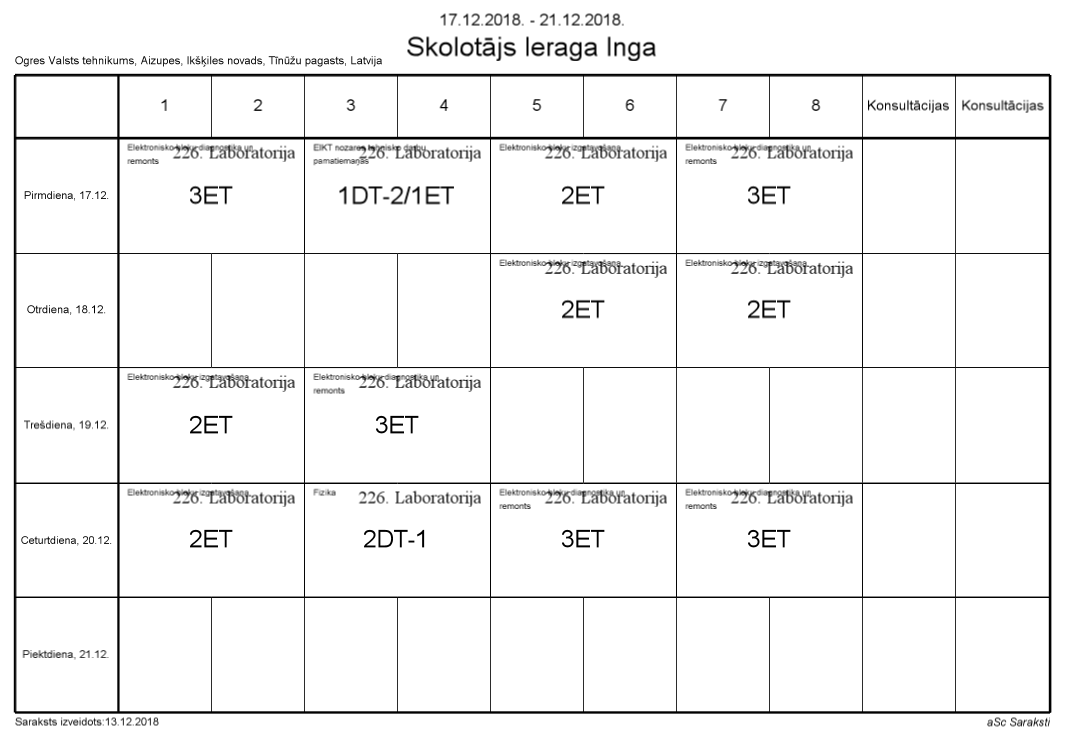 17.12.2018. - 21.12.2018.
Skolotājs Ieraga Inga
Ogres Valsts tehnikums, Aizupes, Ikšķiles novads, Tīnūžu pagasts, Latvija
1 2 3 4 5 6 7 8 Konsultācijas Konsultācijas
Pirmdiena, 17.12.
Elektronisko bloku diagnostika un
remonts
226. Laboratorija
3ET
EIKT nozares tehnisko darbu
pamatiemaņas
226. Laboratorija
1DT-2/1ET
Elektronisko bloku izgatavošana
226. Laboratorija
2ET
Elektronisko bloku diagnostika un
remonts
226. Laboratorija
3ET
Otrdiena, 18.12.
Elektronisko bloku izgatavošana
226. Laboratorija
2ET
Elektronisko bloku izgatavošana
226. Laboratorija
2ET
Trešdiena, 19.12.
Elektronisko bloku izgatavošana
226. Laboratorija
2ET
Elektronisko bloku diagnostika un
remonts
226. Laboratorija
3ET
Ceturtdiena, 20.12.
Elektronisko bloku izgatavošana
226. Laboratorija
2ET
Fizika
226. Laboratorija
2DT-1
Elektronisko bloku diagnostika un
remonts
226. Laboratorija
3ET
Elektronisko bloku diagnostika un
remonts
226. Laboratorija
3ET
Piektdiena, 21.12.
Saraksts izveidots:13.12.2018
aSc Saraksti